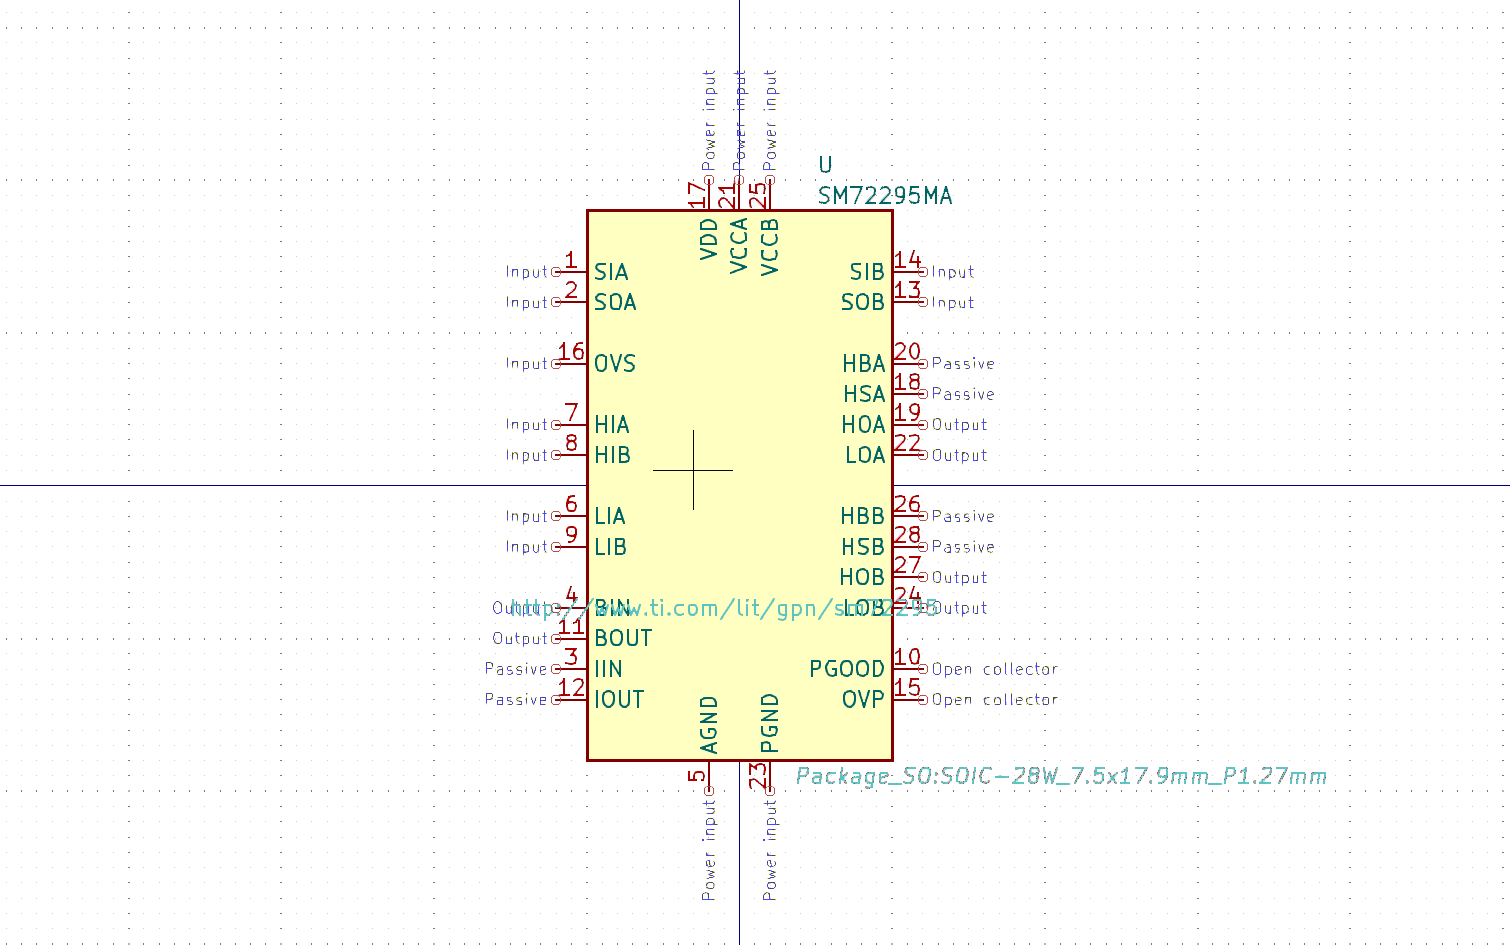 Power input
Power input
Power input
17
21
25
U
SM72295MA
VDD
VCCA
VCCB
Input 1 SIA
SIB 14 Input
Input 2 SOA
SOB 13 Input
Input 16 OVS
HBA 20 Passive
HSA 18 Passive
Input 7 HIA
HOA 19 Output
Input 8 HIB
LOA 22 Output
Input 6 LIA
HBB 26 Passive
Input 9 LIB
HSB 28 Passive
HOB 27 Output
Output 4 BIN
http://www.ti.com/lit/gpn/sm72295
LOB 24 Output
Output 11 BOUT
Passive 3 IIN
PGOOD 10 Open collector
Passive 12 IOUT
OVP 15 Open collector
AGND
PGND
5
23
Package_SO:SOIC-28W_7.5x17.9mm_P1.27mm
Power input
Power input